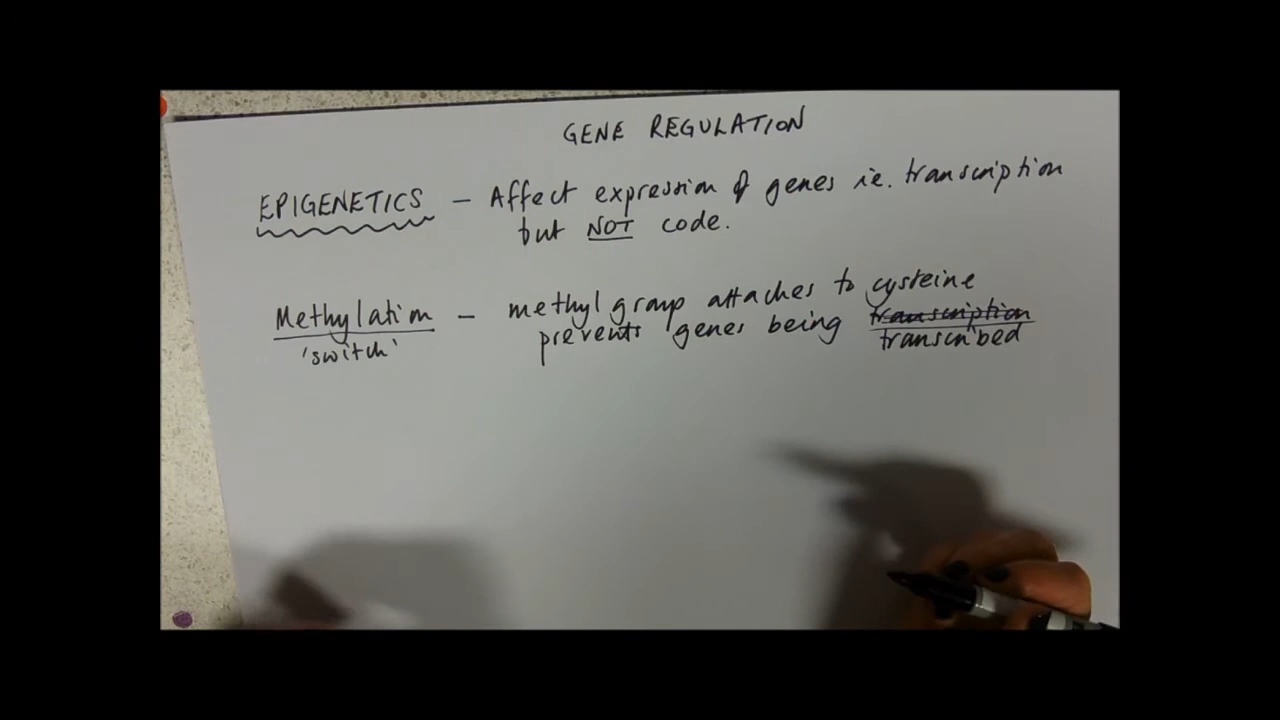 GENE REGULATION
EPIGENETICS – Affect expression of genes i.e. transcription
but NOT code.
Methylation – methyl group attaches to cysteine
'switch' prevents genes being transcription
transcribed